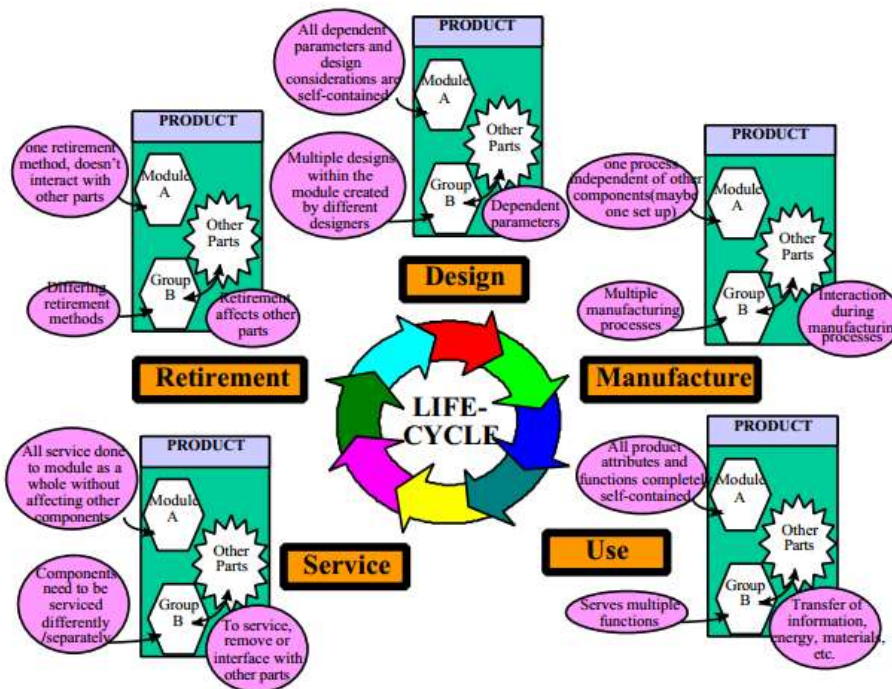 PRODUCT
All dependent
parameters and
design
considerations are
self-contained
Module
A
Other
Parts
Multiple designs
within the
module created
by different
designers
Group
B
Dependent
parameters
Design
PRODUCT
one retirement
method, doesn't
interact with
other parts
Module
A
Other
Parts
Differing
retirement
methods
Group
B
Retirement
affects other
parts
Retirement
PRODUCT
one process
independent of other
components(maybe
one set up)
Module
A
Other
Parts
Multiple
manufacturing
processes
Group
B
Interaction
during
manufacturing
processes
Manufacture
LIFE-
CYCLE
PRODUCT
All service done
to module as a
whole without
affecting other
components
Module
A
Other
Parts
Components
need to be
serviced
differently
/separately
Group
B
To service,
remove or
interface with
other parts
Service
PRODUCT
All product
attributes and
functions completely
self-contained
Module
A
Other
Parts
Serves multiple
functions
Group
B
Transfer of
information,
energy, materials,
etc.
Use